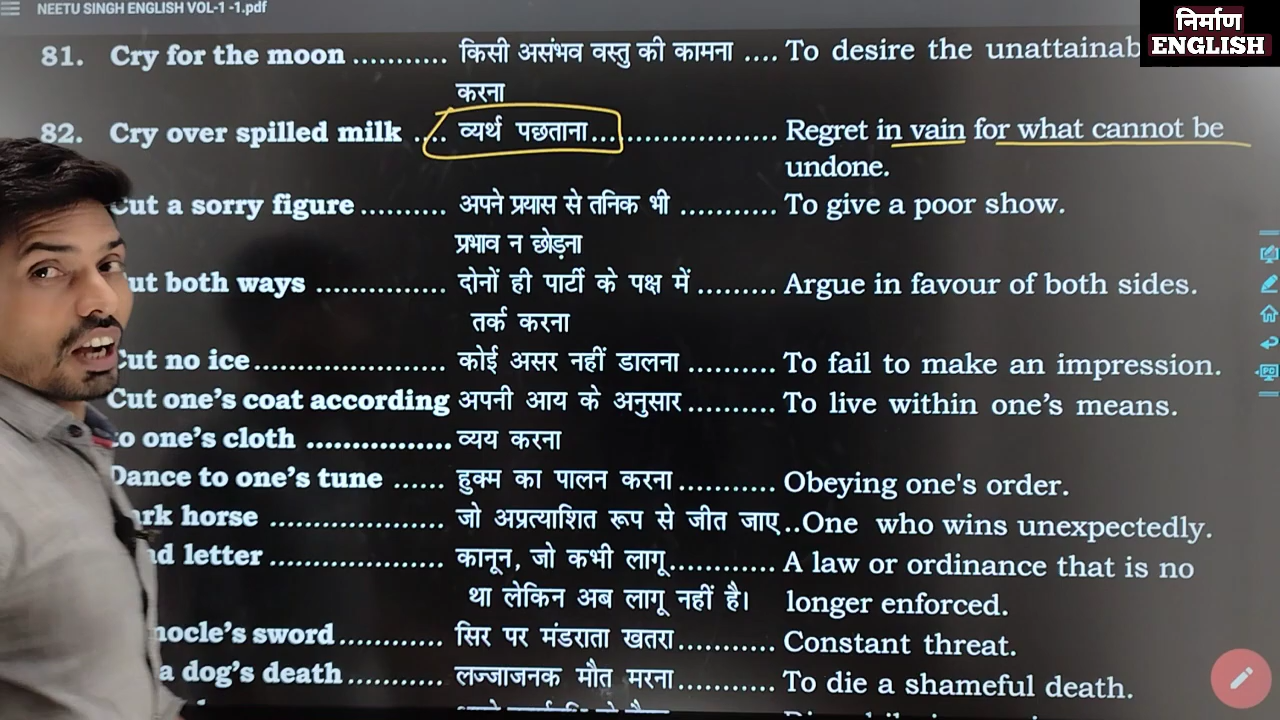 NEETU SINGH ENGLISH VOL-1 -1.pdf
निर्माण
ENGLISH
81. Cry for the moon ........... किसी असंभव वस्तु की कामना .... To desire the unattainab
करना
82. Cry over spilled milk .... व्यर्थ पछताना...................... Regret in vain for what cannot be
undone.
Cut a sorry figure.......... अपने प्रयास से तनिक भी ........... To give a poor show.
प्रभाव न छोड़ना
ut both ways ............... दोनों ही पार्टी के पक्ष में ......... Argue in favour of both sides.
तर्क करना
Cut no ice...................... कोई असर नहीं डालना .......... To fail to make an impression.
Cut one's coat according अपनी आय के अनुसार .......... To live within one's means.
to one's cloth ................. व्यय करना
Dance to one's tune ...... हुक्म का पालन करना ........... Obeying one's order.
rk horse .................... जो अप्रत्याशित रूप से जीत जाए ..One who wins unexpectedly.
d letter .................... कानून, जो कभी लागू............ A law or ordinance that is no
था लेकिन अब लागू नहीं है। longer enforced.
nocle's sword............ सिर पर मंडराता खतरा........... Constant threat.
a dog's death ........... लज्जाजनक मौत मरना........... To die a shameful death.
PC